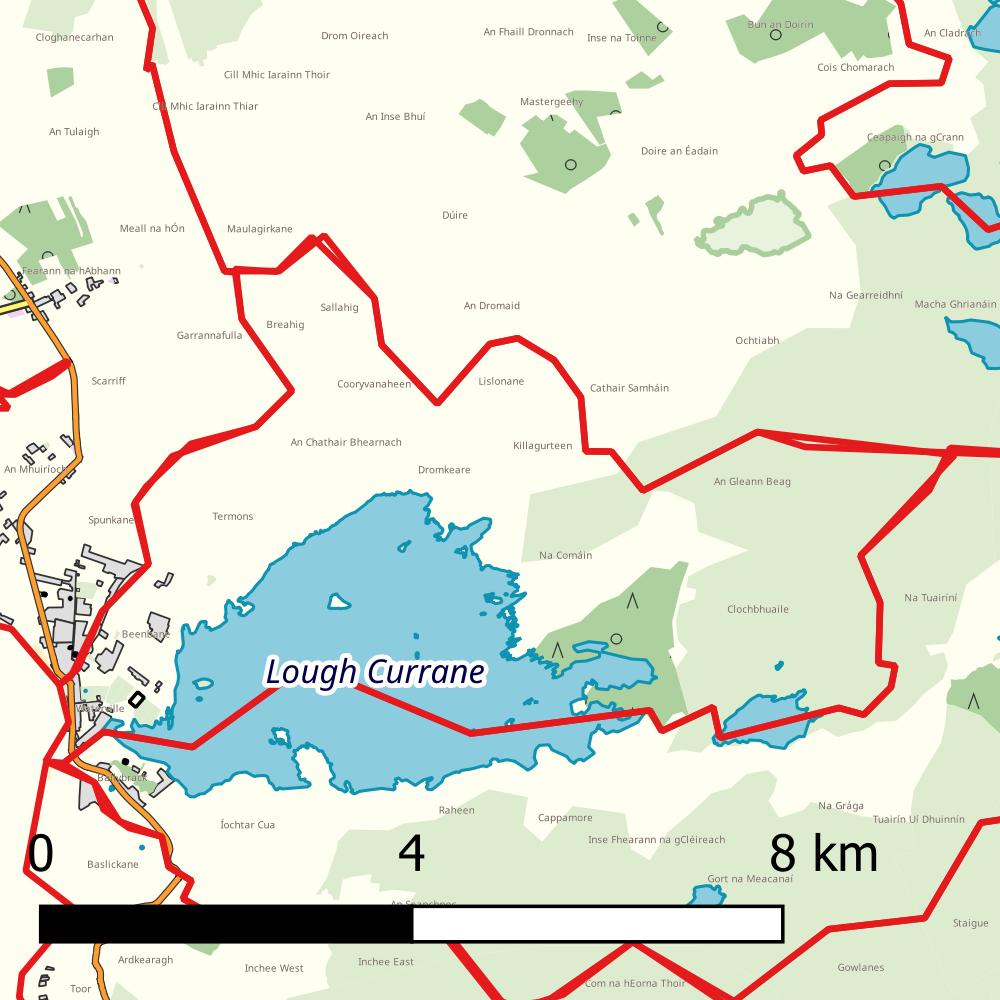 Cloghanecarhan
Drom Oireach
An Fhaill Dronnach
Inse na Toinne
Bun an Doirín
An Cladrach
Cill Mhic Iarainn Thoir
Cois Chomarach
Cill Mhic Iarainn Thiar
Mastergeehy
An Inse Bhuí
An Tulaigh
Ceapaigh na gCrann
Doire an Éadain
Dúire
Meall na hÓn
Maulagirkane
Fearann na hAbhann
Na Gearreidhní
Macha Ghrianáin
Sallahig
An Dromaid
Breahig
Garrannafulla
Ochtiabh
Scarriff
Cooryvanaheen
Lislonane
Cathair Samháin
An Chathair Bhearnach
Killagurteen
An Mhuiríoch
Dromkeare
An Gleann Beag
Spunkane
Termons
Na Comáin
Na Tuairíní
Clochbhuaile
Beenbane
Lough Currane
Waterville
Ballybrack
Na Grága
Raheen
Cappamore
Tuairín Uí Dhuinnín
Íochtar Cua
Inse Fhearann na gCléireach
0 4 8 km
Baslickane
Gort na Meacanaí
An Seanchnoc
Staigue
Ardkearagh
Inchee West
Inchee East
Gowlanes
Com na hEorna Thoir
Toor